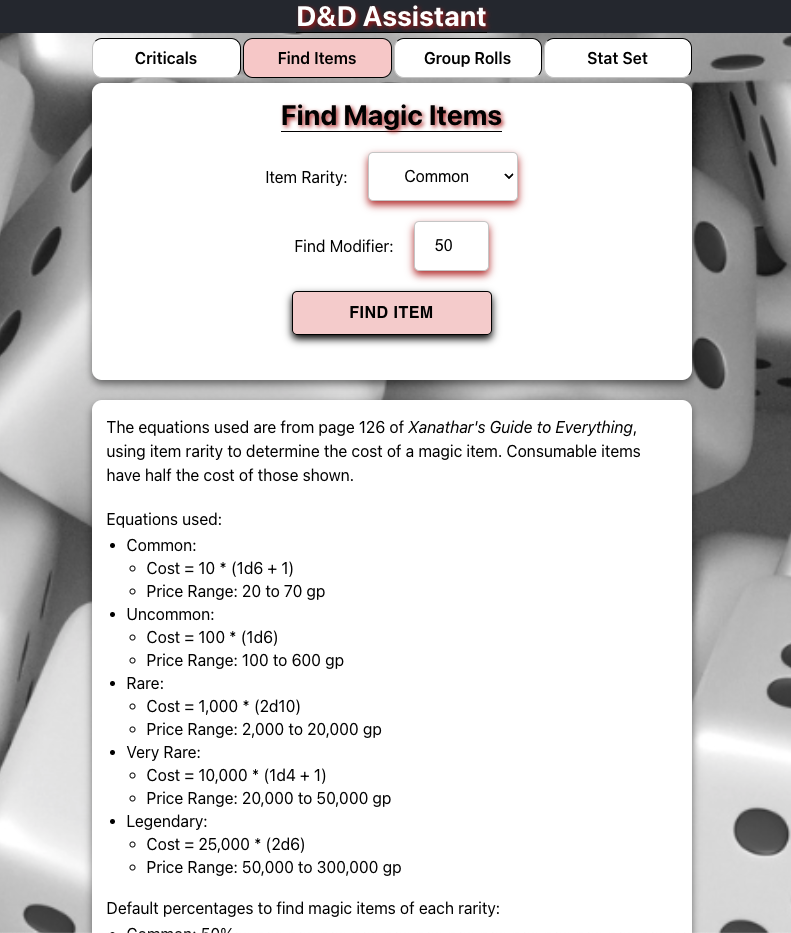 D&D Assistant
Criticals
Find Items
Group Rolls
Stat Set
Find Magic Items
Item Rarity:
Common
Find Modifier:
50
FIND ITEM
The equations used are from page 126 of Xanathar's Guide to Everything,
using item rarity to determine the cost of a magic item. Consumable items
have half the cost of those shown.
Equations used:
• Common:
◦ Cost = 10 * (1d6 + 1)
◦ Price Range: 20 to 70 gp
• Uncommon:
◦ Cost = 100 * (1d6)
◦ Price Range: 100 to 600 gp
• Rare:
◦ Cost = 1,000 * (2d10)
◦ Price Range: 2,000 to 20,000 gp
• Very Rare:
◦ Cost = 10,000 * (1d4 + 1)
◦ Price Range: 20,000 to 50,000 gp
• Legendary:
◦ Cost = 25,000 * (2d6)
◦ Price Range: 50,000 to 300,000 gp
Default percentages to find magic items of each rarity:
• Common: 50%